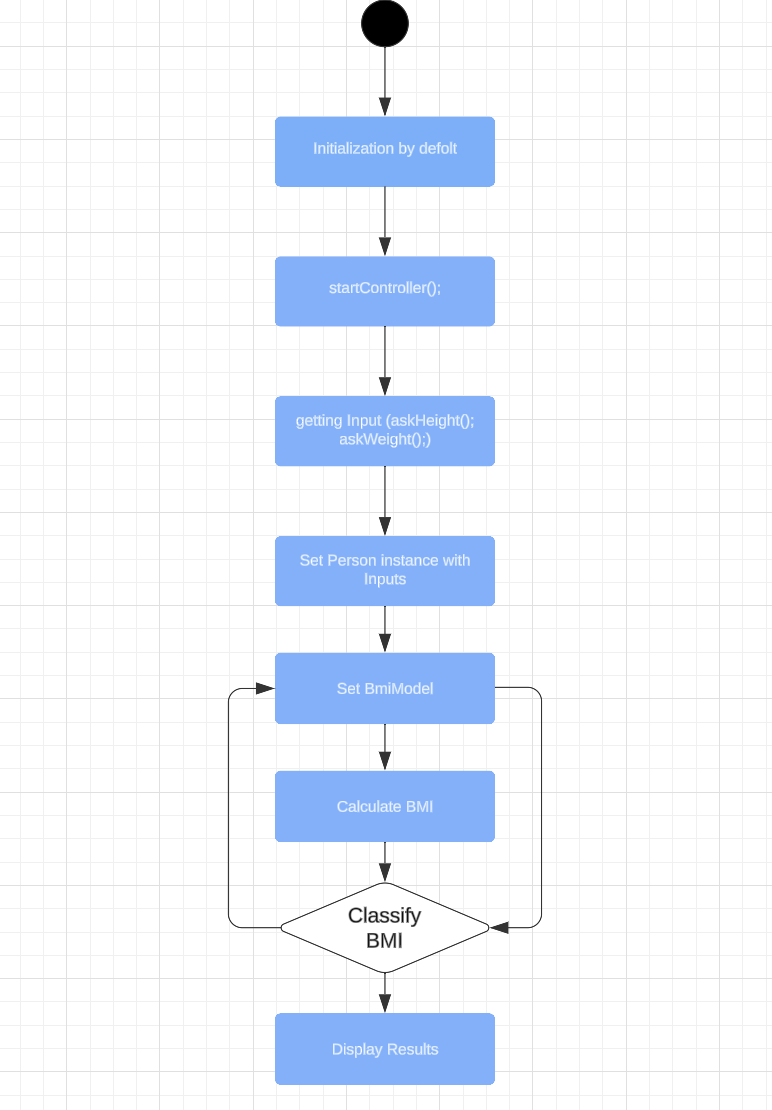 Initialization by defolt
startController();
getting Input (askHeight();
askWeight();)
Set Person instance with
Inputs
Set BmiModel
Calculate BMI
Classify
BMI
Display Results